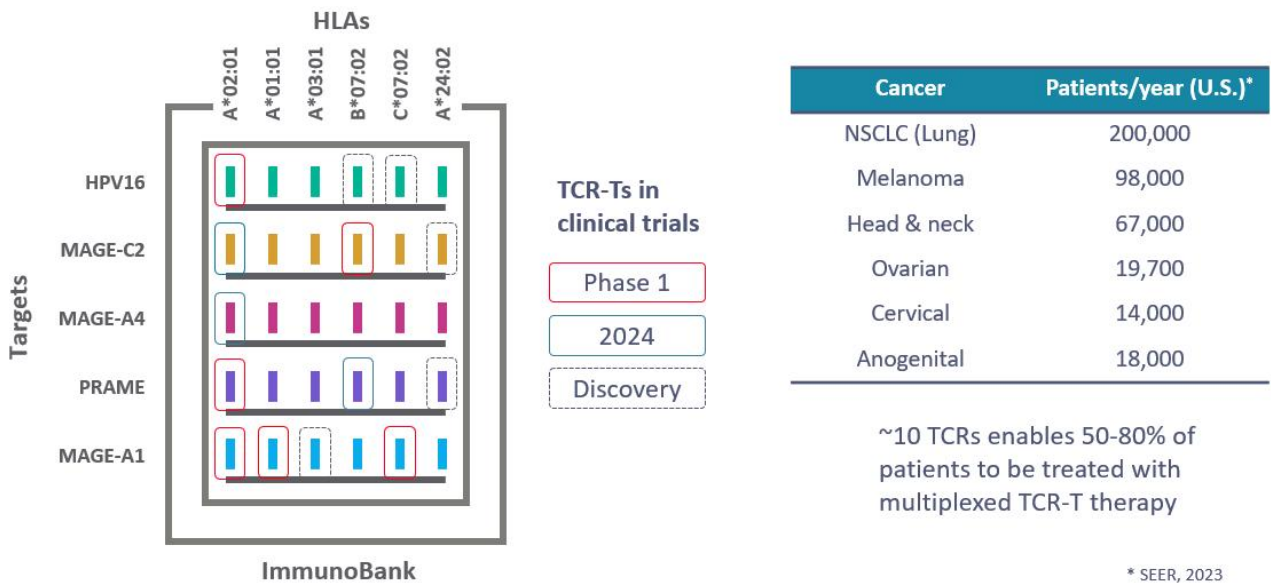 HLAs
A*02:01
A*01:01
A*03:01
B*07:02
C*07:02
A*24:02
Targets
HPV16
MAGE-C2
MAGE-A4
PRAME
MAGE-A1
ImmunoBank
TCR-Ts in
clinical trials
Phase 1
2024
Discovery
Cancer Patients/year (U.S.)*
NSCLC (Lung) 200,000
Melanoma 98,000
Head & neck 67,000
Ovarian 19,700
Cervical 14,000
Anogenital 18,000
~10 TCRs enables 50-80% of
patients to be treated with
multiplexed TCR-T therapy
* SEER, 2023